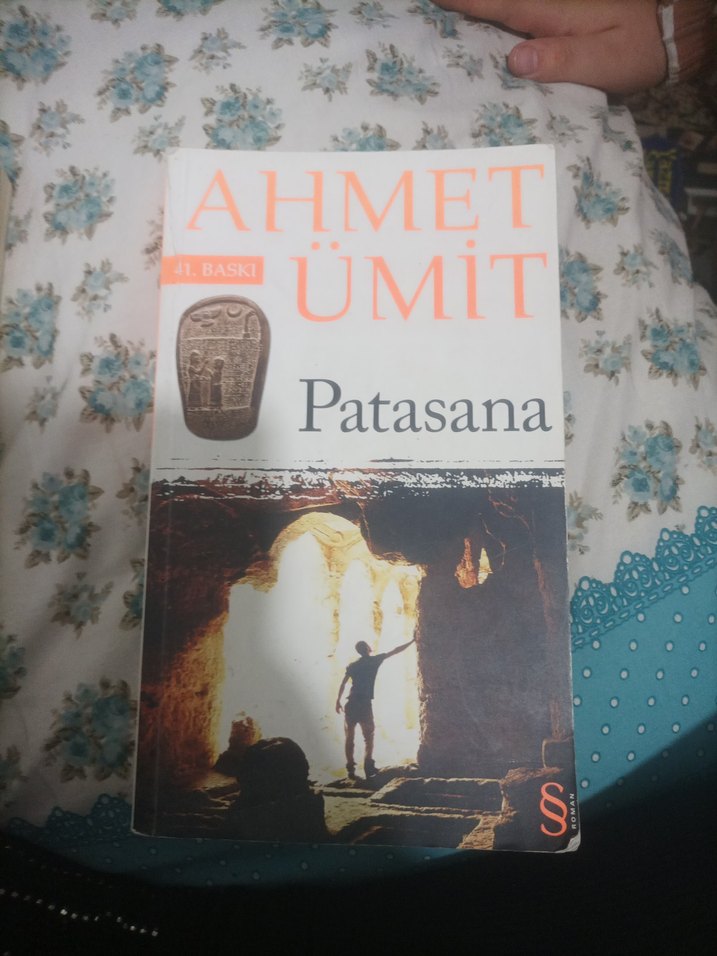 AHMET
41. BASKI
ÜMİT
Patasana
ROMAN